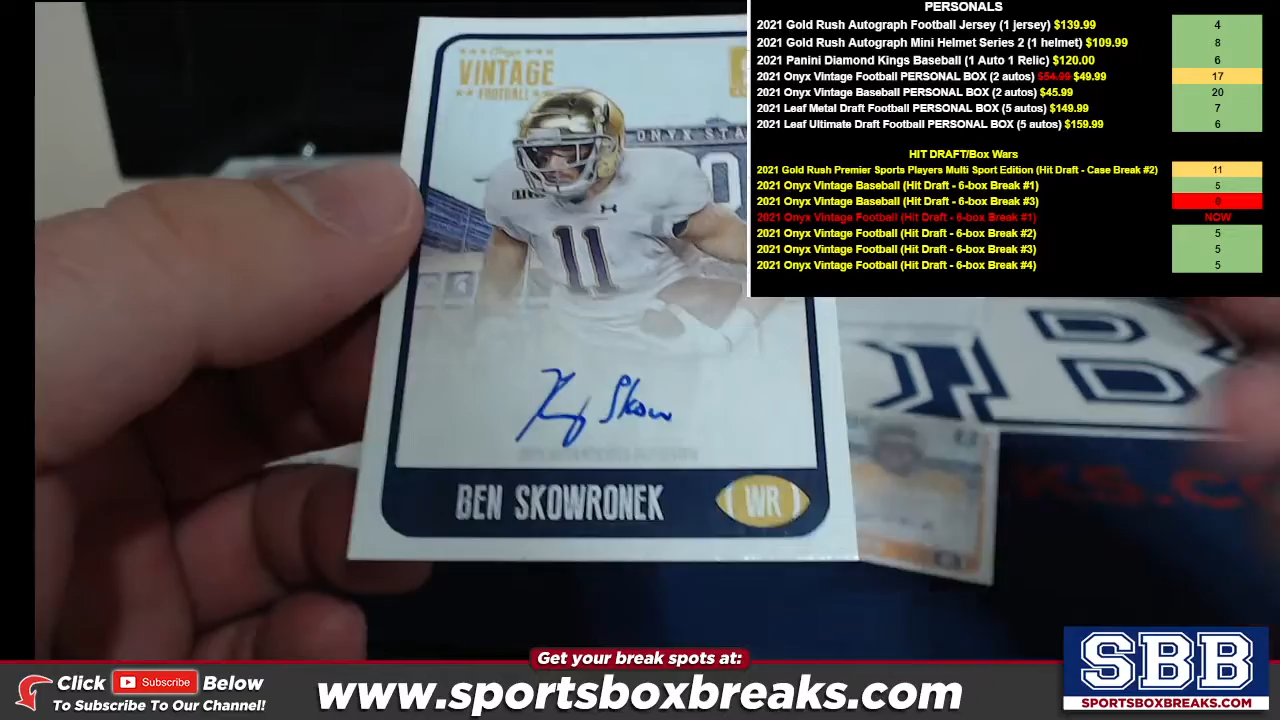 PERSONALS
2021 Gold Rush Autograph Football Jersey (1 jersey) $139.99 4
2021 Gold Rush Autograph Mini Helmet Series 2 (1 helmet) $109.99 8
2021 Panini Diamond Kings Baseball (1 Auto 1 Relic) $120.00 6
2021 Onyx Vintage Football PERSONAL BOX (2 autos) $54.99 $49.99 17
2021 Onyx Vintage Baseball PERSONAL BOX (2 autos) $45.99 20
2021 Leaf Metal Draft Football PERSONAL BOX (5 autos) $149.99 7
2021 Leaf Ultimate Draft Football PERSONAL BOX (5 autos) $159.99 6
HIT DRAFT/Box Wars
2021 Gold Rush Premier Sports Players Multi Sport Edition (Hit Draft - Case Break #2) 11
2021 Onyx Vintage Baseball (Hit Draft - 6-box Break #1) 5
2021 Onyx Vintage Baseball (Hit Draft - 6-box Break #3)
2021 Onyx Vintage Football (Hit Draft - 6-box Break #1) NOW
2021 Onyx Vintage Football (Hit Draft - 6-box Break #2) 5
2021 Onyx Vintage Football (Hit Draft - 6-box Break #3) 5
2021 Onyx Vintage Football (Hit Draft - 6-box Break #4) 5
Onyx
VINTAGE
FOOTBALL
ONYX STA
11
Skow
BEN SKOWRONEK WR
KS.C
Get your break spots at:
Click Subscribe Below
To Subscribe To Our Channel!
www.sportsboxbreaks.com
SBB
SPORTSBOXBREAKS.COM